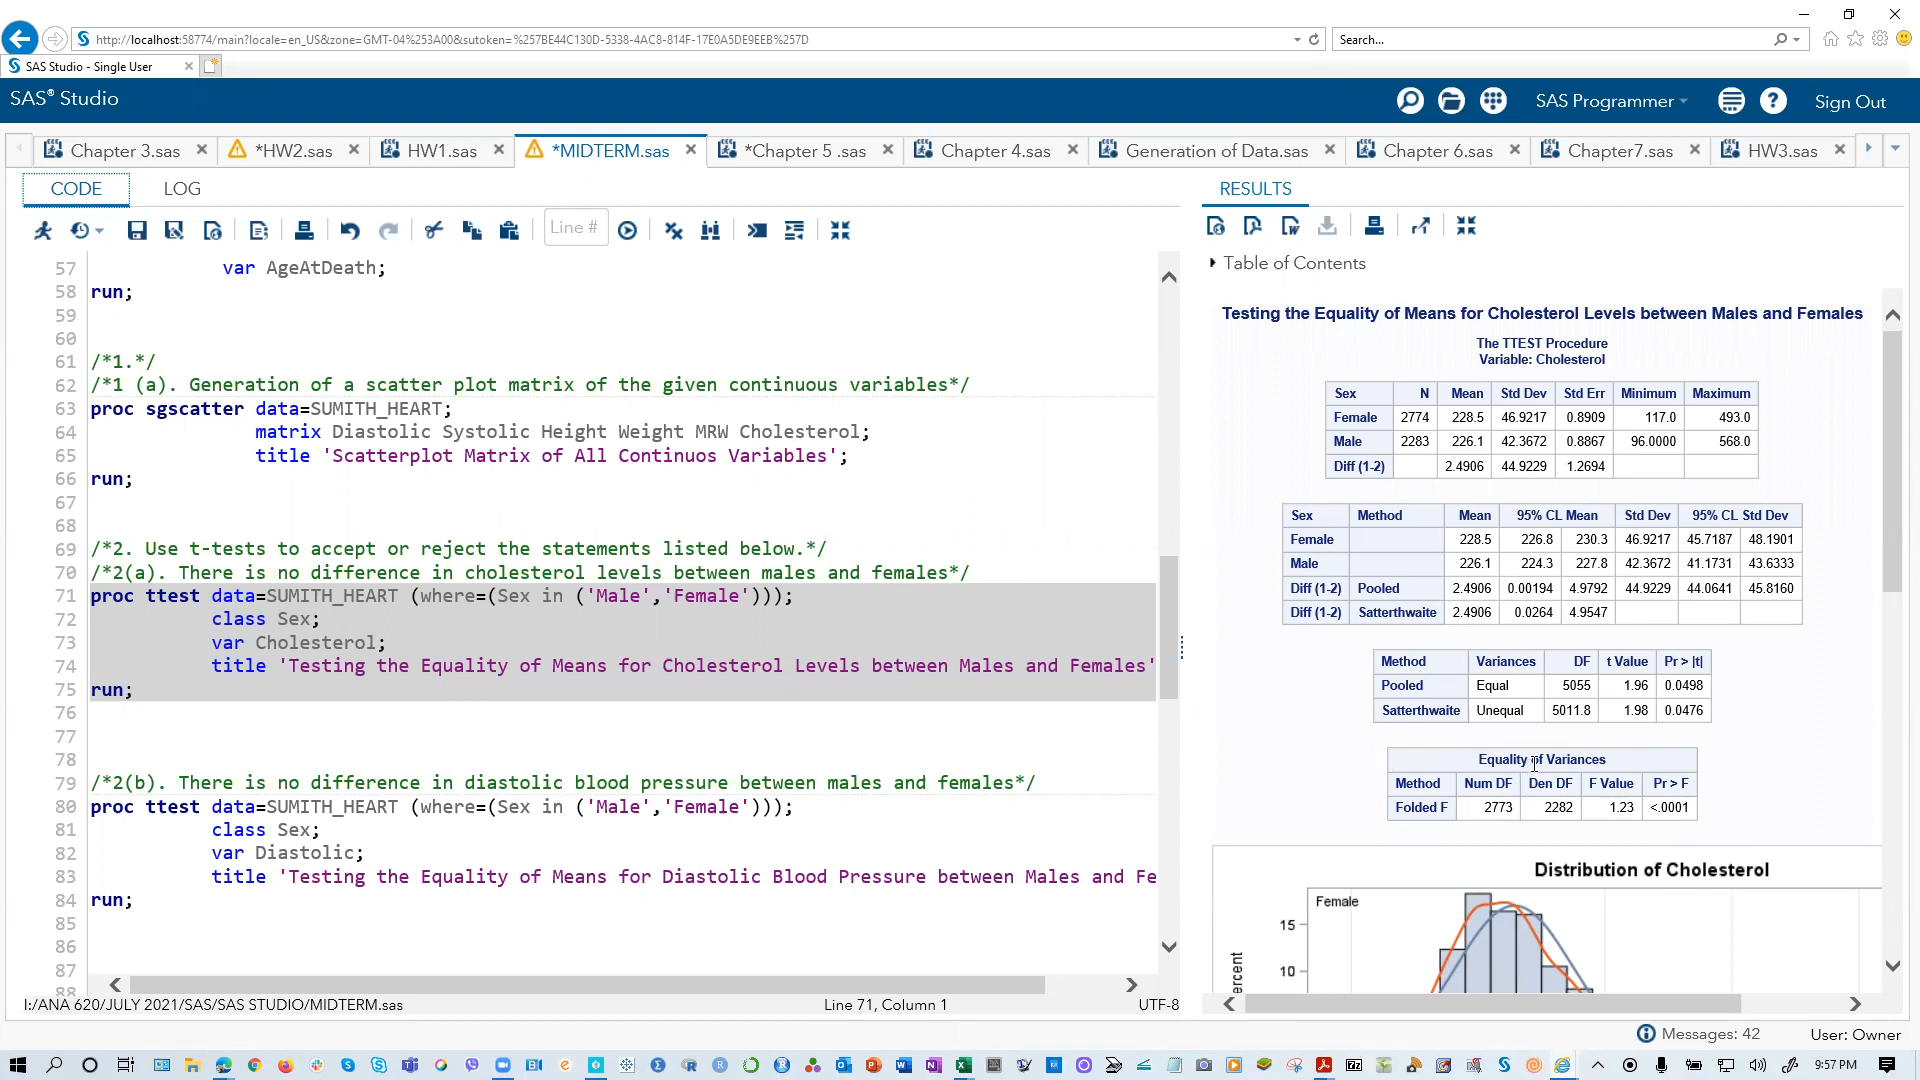 http://localhost:58774/main?locale=en_US&zone=GMT-04%253A00&sutoken=%257BE44C130D-5338-4AC8-814F-17E0A5DE9EEB%257D
Search...
SAS Studio - Single User
SAS® Studio
SAS Programmer
Sign Out
Chapter 3.sas
*HW2.sas
HW1.sas
*MIDTERM.sas
*Chapter 5 .sas
Chapter 4.sas
Generation of Data.sas
Chapter 6.sas
Chapter7.sas
HW3.sas
CODE
LOG
Line #
57 var AgeAtDeath;
58 run;
59
60
61 /*1.*/
62 /*1 (a). Generation of a scatter plot matrix of the given continuous variables*/
63 proc sgscatter data=SUMITH_HEART;
64 matrix Diastolic Systolic Height Weight MRW Cholesterol;
65 title 'Scatterplot Matrix of All Continuos Variables';
66 run;
67
68
69 /*2. Use t-tests to accept or reject the statements listed below.*/
70 /*2(a). There is no difference in cholesterol levels between males and females*/
71 proc ttest data=SUMITH_HEART (where=(Sex in ('Male','Female')));
72 class Sex;
73 var Cholesterol;
74 title 'Testing the Equality of Means for Cholesterol Levels between Males and Females'
75 run;
76
77
78
79 /*2(b). There is no difference in diastolic blood pressure between males and females*/
80 proc ttest data=SUMITH_HEART (where=(Sex in ('Male','Female')));
81 class Sex;
82 var Diastolic;
83 title 'Testing the Equality of Means for Diastolic Blood Pressure between Males and Fe
84 run;
85
86
87
88
I:/ANA 620/JULY 2021/SAS/SAS STUDIO/MIDTERM.sas
Line 71, Column 1
UTF-8
RESULTS
Table of Contents
Testing the Equality of Means for Cholesterol Levels between Males and Females
The TTEST Procedure
Variable: Cholesterol
Sex N Mean Std Dev Std Err Minimum Maximum
Female 2774 228.5 46.9217 0.8909 117.0 493.0
Male 2283 226.1 42.3672 0.8867 96.0000 568.0
Diff (1-2) 2.4906 44.9229 1.2694
Sex Method Mean 95% CL Mean Std Dev 95% CL Std Dev
Female 228.5 226.8 230.3 46.9217 45.7187 48.1901
Male 226.1 224.3 227.8 42.3672 41.1731 43.6333
Diff (1-2) Pooled 2.4906 0.00194 4.9792 44.9229 44.0641 45.8160
Diff (1-2) Satterthwaite 2.4906 0.0264 4.9547
Method Variances DF t Value Pr > |t|
Pooled Equal 5055 1.96 0.0498
Satterthwaite Unequal 5011.8 1.98 0.0476
Equality of Variances
Method Num DF Den DF F Value Pr > F
Folded F 2773 2282 1.23 <.0001
Distribution of Cholesterol
Female
15
10
ercent
Messages: 42
User: Owner
9:57 PM